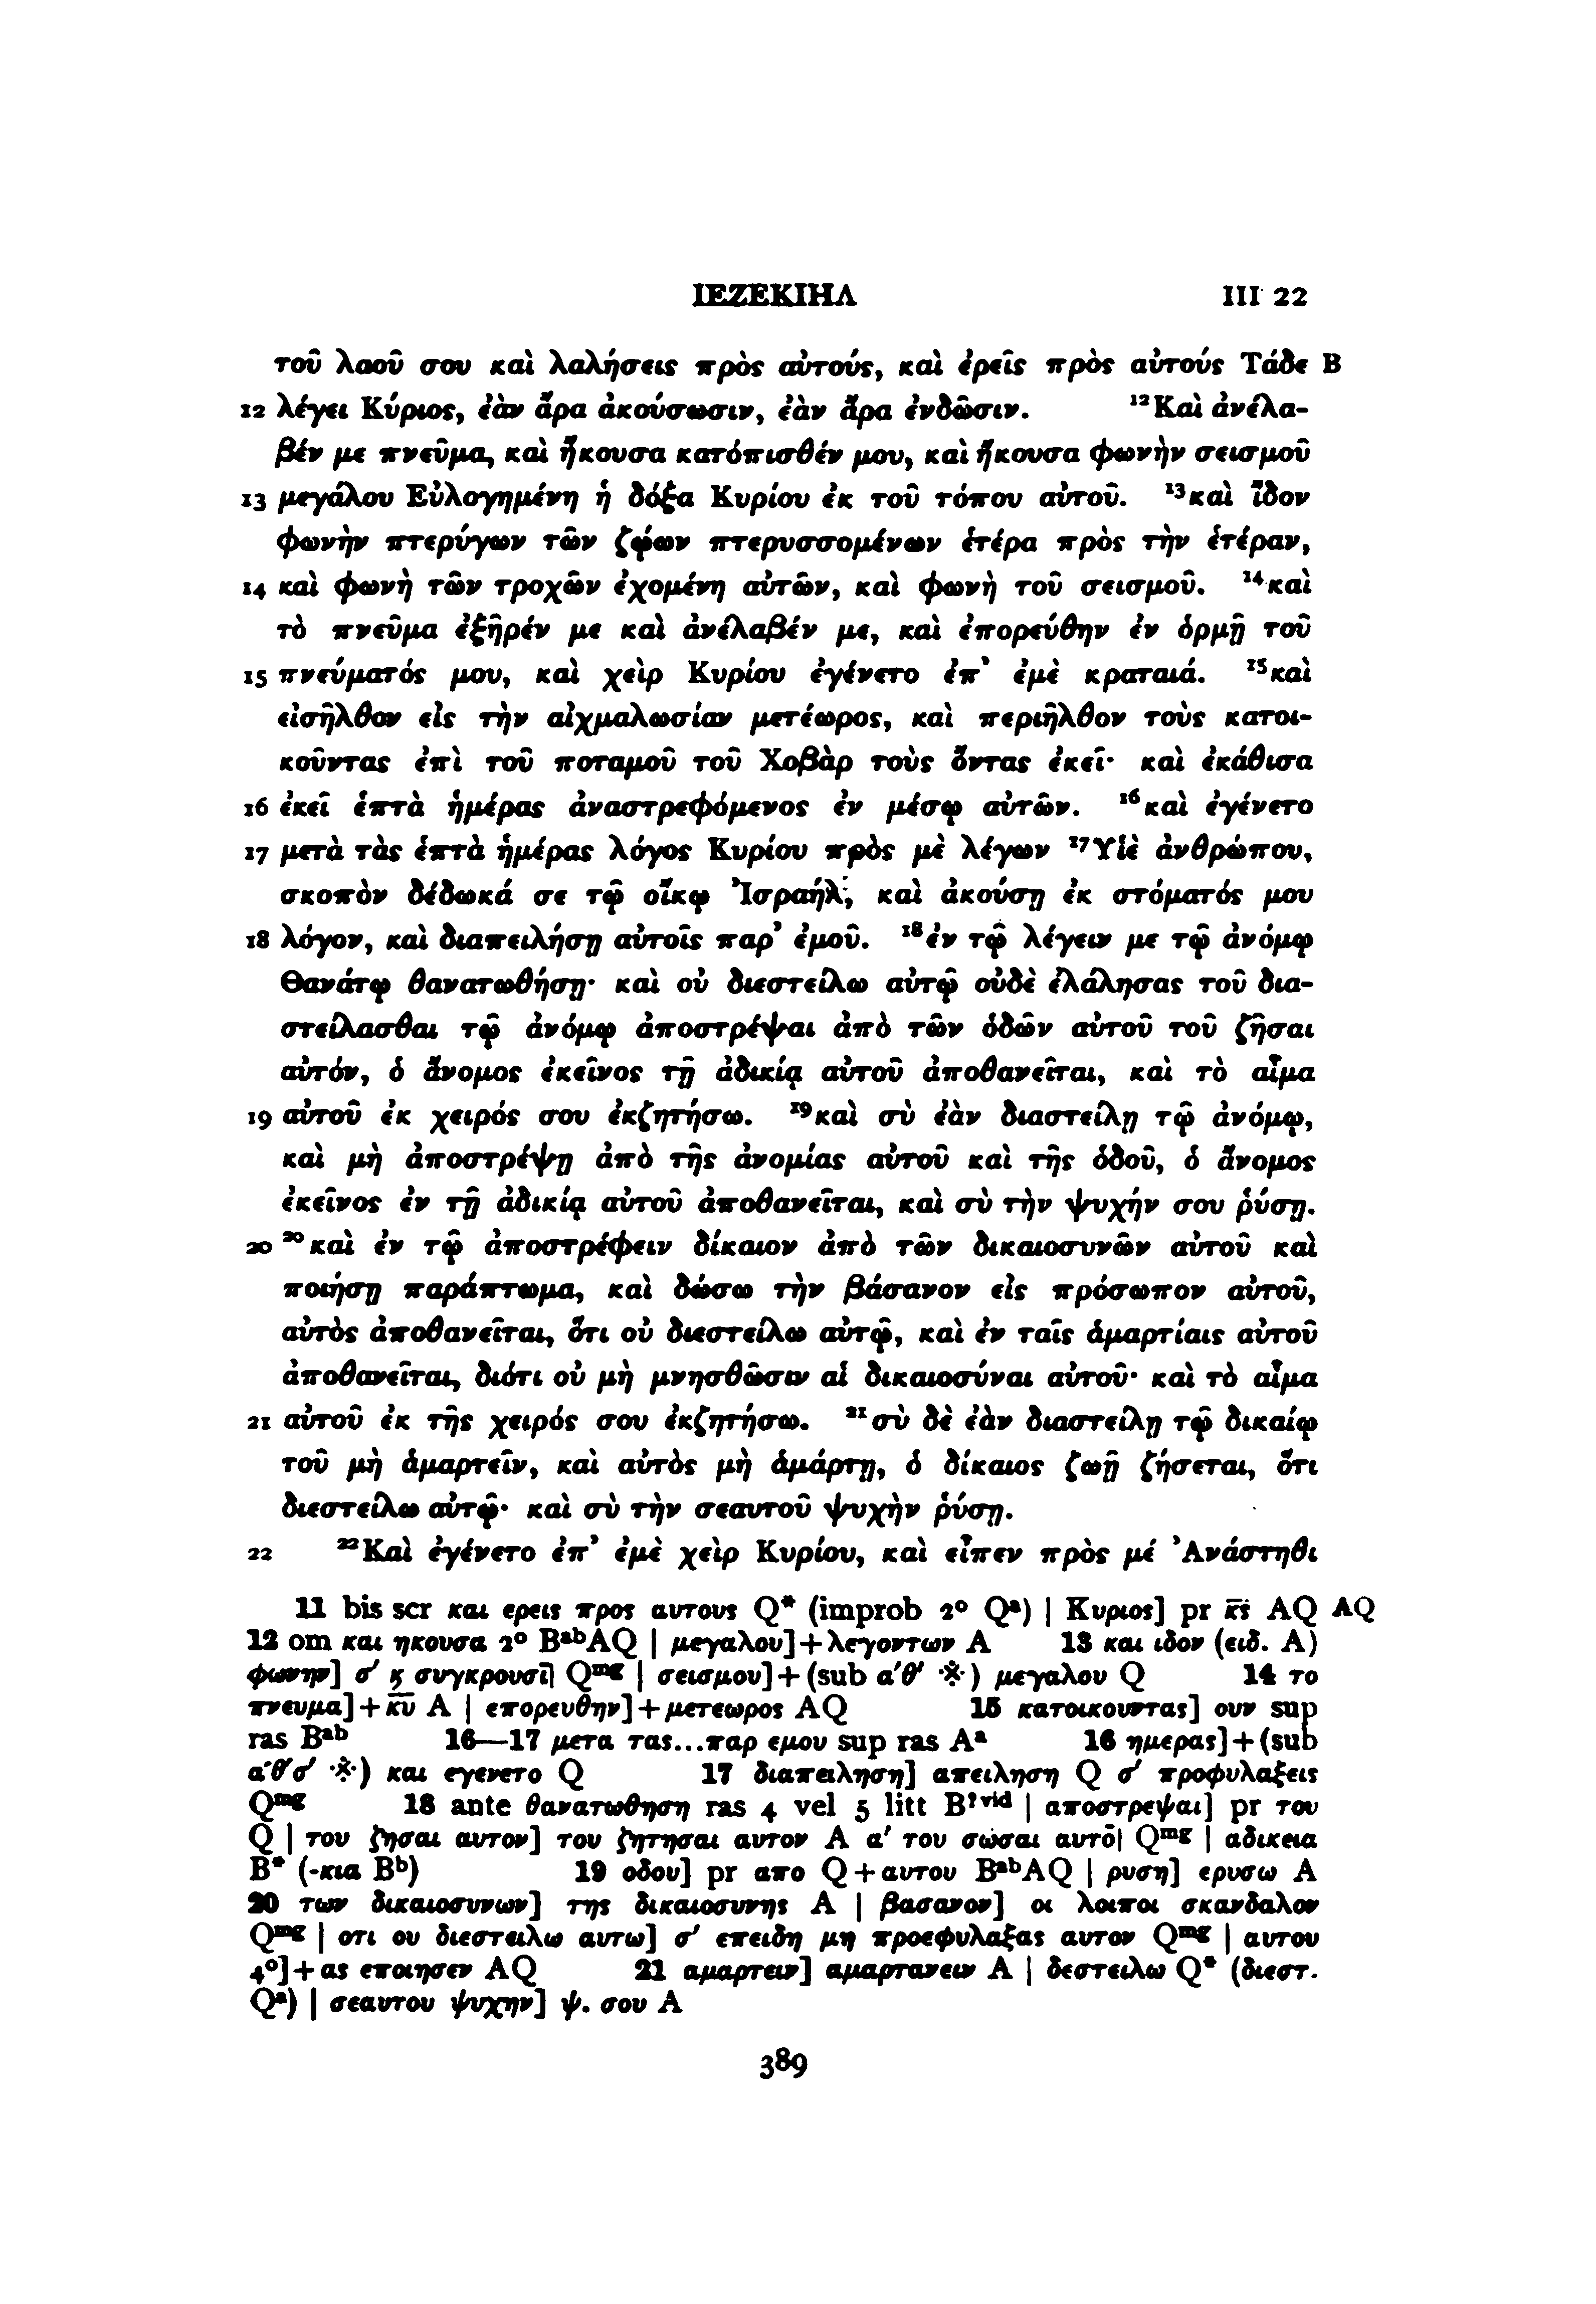 ΙΕΖΕΚΙΗΛ III 22
τοῦ λαοῦ σου καὶ λαλήσεις πρὸς αὐτούς, καὶ ἐρεῖς πρὸς αὐτούς Τάδε B
12 λέγει Κύριος, ἐὰν ἄρα ἀκούσωσιν, ἐὰν ἄρα ἐνδῶσιν. ¹²Καὶ ἀνέλα-
βέν με πνεῦμα, καὶ ἤκουσα κατόπισθέν μου, καὶ ἤκουσα φωνὴν σεισμοῦ
13 μεγάλου Εὐλογημένη ἡ δόξα Κυρίου ἐκ τοῦ τόπου αὐτοῦ. ¹³καὶ ἴδον
φωνὴν πτερύγων τῶν ζῴων πτερυσσομένων ἑτέρα πρὸς τὴν ἑτέραν,
14 καὶ φωνὴ τῶν τροχῶν ἐχομένη αὐτῶν, καὶ φωνὴ τοῦ σεισμοῦ. ¹⁴καὶ
τὸ πνεῦμα ἐξῆρέν με καὶ ἀνέλαβέν με, καὶ ἐπορεύθην ἐν ὁρμῇ τοῦ
15 πνεύματός μου, καὶ χεὶρ Κυρίου ἐγένετο ἐπ᾽ ἐμὲ κραταιά. ¹⁵καὶ
εἰσῆλθον εἰς τὴν αἰχμαλωσίαν μετέωρος, καὶ περιῆλθον τοὺς κατοι-
κοῦντας ἐπὶ τοῦ ποταμοῦ τοῦ Χοβὰρ τοὺς ὄντας ἐκεῖ· καὶ ἐκάθισα
16 ἐκεῖ ἑπτὰ ἡμέρας ἀναστρεφόμενος ἐν μέσῳ αὐτῶν. ¹⁶καὶ ἐγένετο
17 μετὰ τὰς ἑπτὰ ἡμέρας λόγος Κυρίου πρὸς μὲ λέγων ¹⁷Υἱὲ ἀνθρώπου,
σκοπὸν δέδωκά σε τῷ οἴκῳ Ἰσραήλ, καὶ ἀκούσῃ ἐκ στόματός μου
18 λόγον, καὶ διαπειλήσῃ αὐτοῖς παρ᾽ ἐμοῦ. ¹⁸ἐν τῷ λέγειν με τῷ ἀνόμῳ
Θανάτῳ θανατωθήσῃ· καὶ οὐ διεστείλω αὐτῷ οὐδὲ ἐλάλησας τοῦ δια-
στείλασθαι τῷ ἀνόμῳ ἀποστρέψαι ἀπὸ τῶν ὁδῶν αὐτοῦ τοῦ ζῆσαι
αὐτόν, ὁ ἄνομος ἐκεῖνος τῇ ἀδικίᾳ αὐτοῦ ἀποθανεῖται, καὶ τὸ αἷμα
19 αὐτοῦ ἐκ χειρός σου ἐκζητήσω. ¹⁹καὶ σὺ ἐὰν διαστείλῃ τῷ ἀνόμῳ,
καὶ μὴ ἀποστρέψῃ ἀπὸ τῆς ἀνομίας αὐτοῦ καὶ τῆς ὁδοῦ, ὁ ἄνομος
ἐκεῖνος ἐν τῇ ἀδικίᾳ αὐτοῦ ἀποθανεῖται, καὶ σὺ τὴν ψυχήν σου ῥύσῃ.
20 ²⁰καὶ ἐν τῷ ἀποστρέφειν δίκαιον ἀπὸ τῶν δικαιοσυνῶν αὐτοῦ καὶ
ποιήσῃ παράπτωμα, καὶ δώσω τὴν βάσανον εἰς πρόσωπον αὐτοῦ,
αὐτὸς ἀποθανεῖται, ὅτι οὐ διεστείλω αὐτῷ, καὶ ἐν ταῖς ἁμαρτίαις αὐτοῦ
ἀποθανεῖται, διότι οὐ μὴ μνησθῶσιν αἱ δικαιοσύναι αὐτοῦ· καὶ τὸ αἷμα
21 αὐτοῦ ἐκ τῆς χειρός σου ἐκζητήσω. ²¹σὺ δὲ ἐὰν διαστείλῃ τῷ δικαίῳ
τοῦ μὴ ἁμαρτεῖν, καὶ αὐτὸς μὴ ἁμάρτῃ, ὁ δίκαιος ζωῇ ζήσεται, ὅτι
διεστείλω αὐτῷ· καὶ σὺ τὴν σεαυτοῦ ψυχὴν ῥύσῃ.
22 ²²Καὶ ἐγένετο ἐπ᾽ ἐμὲ χεὶρ Κυρίου, καὶ εἶπεν πρὸς μέ Ἀνάστηθι
11 bis scr και ερεις προς αυτους Q* (improb 2° Qᵃ) | Κυριος] pr κ̅ς̅ AQ AQ
12 om και ηκουσα 2° BᵃᵇAQ | μεγαλου]+λεγοντων A 13 και ιδον (ειδ. A)
φωνην] σ′ ϗ συγκρουσῑ| Qᵐᵍ | σεισμου]+(sub α′θ′ ※) μεγαλου Q 14 το
πνευμα]+κ̅υ̅ A | επορευθην]+μετεωρος AQ 15 κατοικουντας] ουν sup
ras Bᵃᵇ 16—17 μετα τας...παρ εμου sup ras Aᵃ 16 ημερας]+(sub
α′θ′σ′ ※) και εγενετο Q 17 διαπειληση] απειληση Q σ′ προφυλαξεις
Qᵐᵍ 18 ante θανατωθηση ras 4 vel 5 litt B?ᵛⁱᵈ | αποστρεψαι] pr του
Q | του ζησαι αυτον] του ζητησαι αυτον A α′ του σωσαι αυτο̄| Qᵐᵍ | αδικεια
B* (-κια Bᵇ) 19 οδου] pr απο Q+αυτου BᵃᵇAQ | ρυση] ερυσω A
20 των δικαιοσυνων] της δικαιοσυνης A | βασανον] οι λοιποι σκανδαλον
Qᵐᵍ | οτι ου διεστειλω αυτω] σ′ επειδη μη προεφυλαξας αυτον Qᵐᵍ | αυτου
4°]+ας εποιησεν AQ 21 αμαρτειν] αμαρτανειν A | δεστειλω Q* (διεστ.
Qᵃ) | σεαυτου ψυχην] ψ. σου A
389